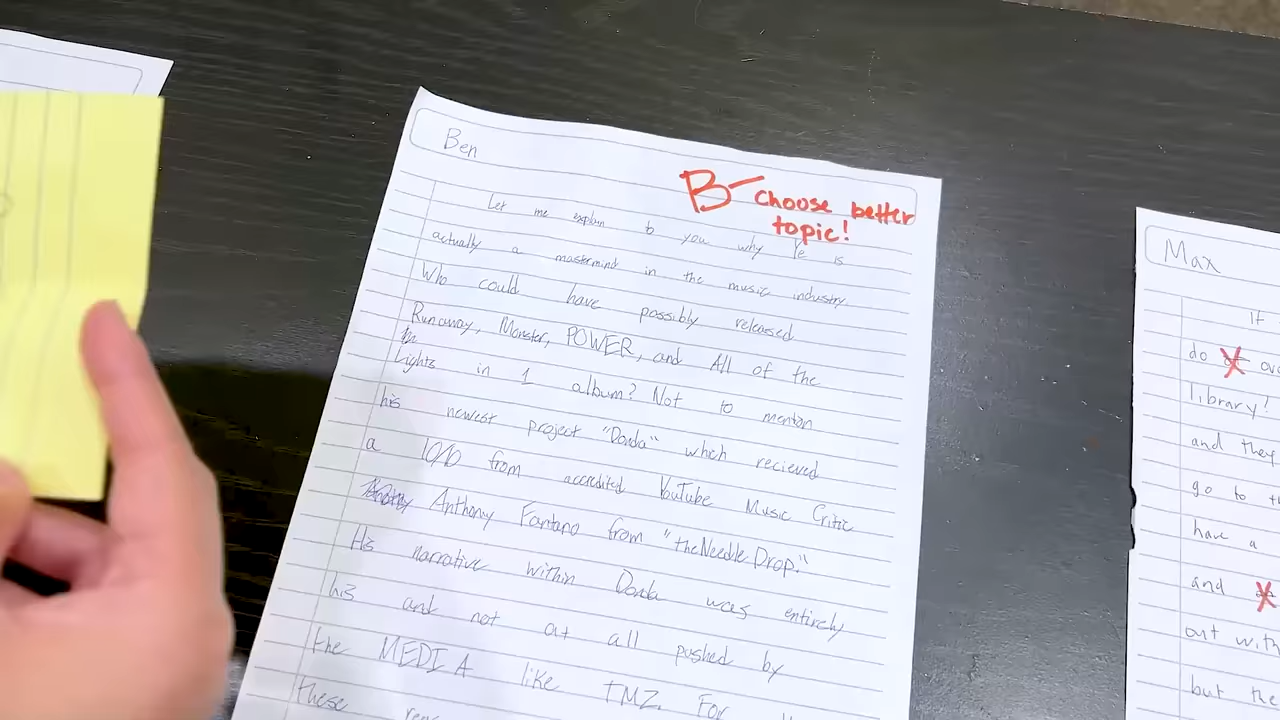 Ben
B- choose better
topic!
Let me explain to you why Ye is
actually a mastermind in the music industry.
Who could have possibly released
Runaway, Monster, POWER, and All of the
Lights in 1 album? Not to mention
his newest project "Donda" which recieved
a 10/10 from accredited YouTube Music Critic
Anthony Fantano from "theNeedleDrop."
His narrative within Donda was entirely
his and not at all pushed by
the MEDIA like TMZ. For
these
Max
If
do
library!
and they
go to
have a
and
out with
but the